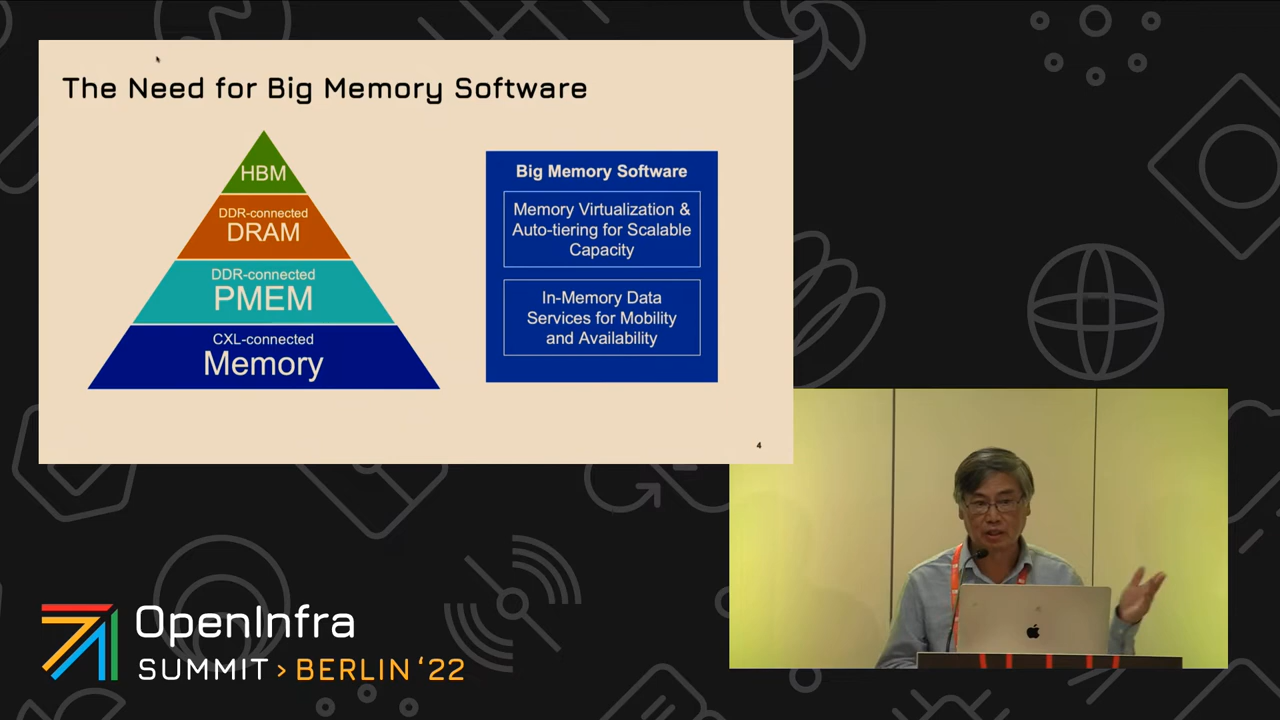 The Need for Big Memory Software
HBM
DDR-connected
DRAM
DDR-connected
PMEM
CXL-connected
Memory
Big Memory Software
Memory Virtualization &
Auto-tiering for Scalable
Capacity
In-Memory Data
Services for Mobility
and Availability
4
OpenInfra
SUMMIT > BERLIN ‘22